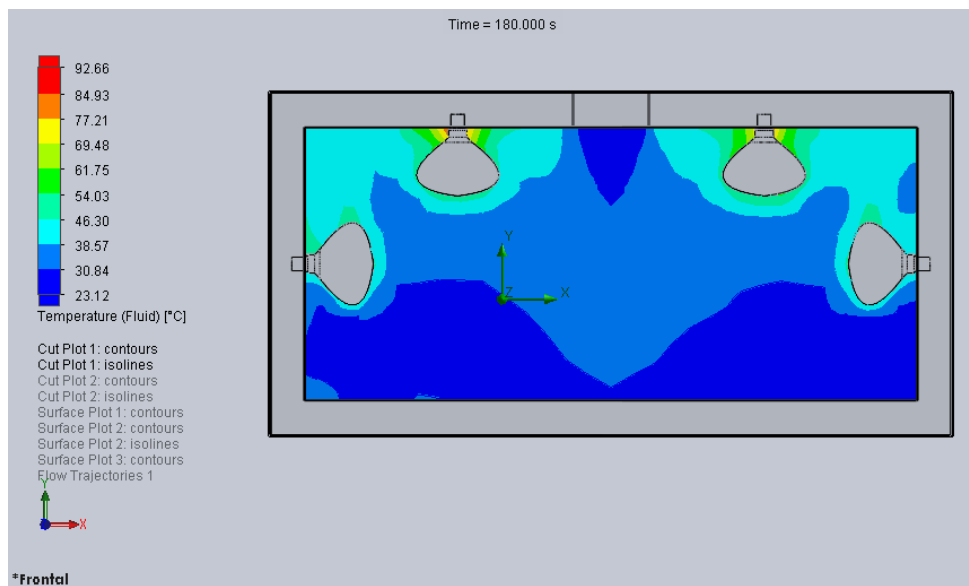 Time = 180.000 s
92.66
84.93
77.21
69.48
61.75
54.03
46.30
38.57
30.84
23.12
Temperature (Fluid) [°C]
Cut Plot 1: contours
Cut Plot 1: isolines
Cut Plot 2: contours
Cut Plot 2: isolines
Surface Plot 1: contours
Surface Plot 2: contours
Surface Plot 2: isolines
Surface Plot 3: contours
Flow Trajectories 1
Y
Z
X
Y
X
*Frontal